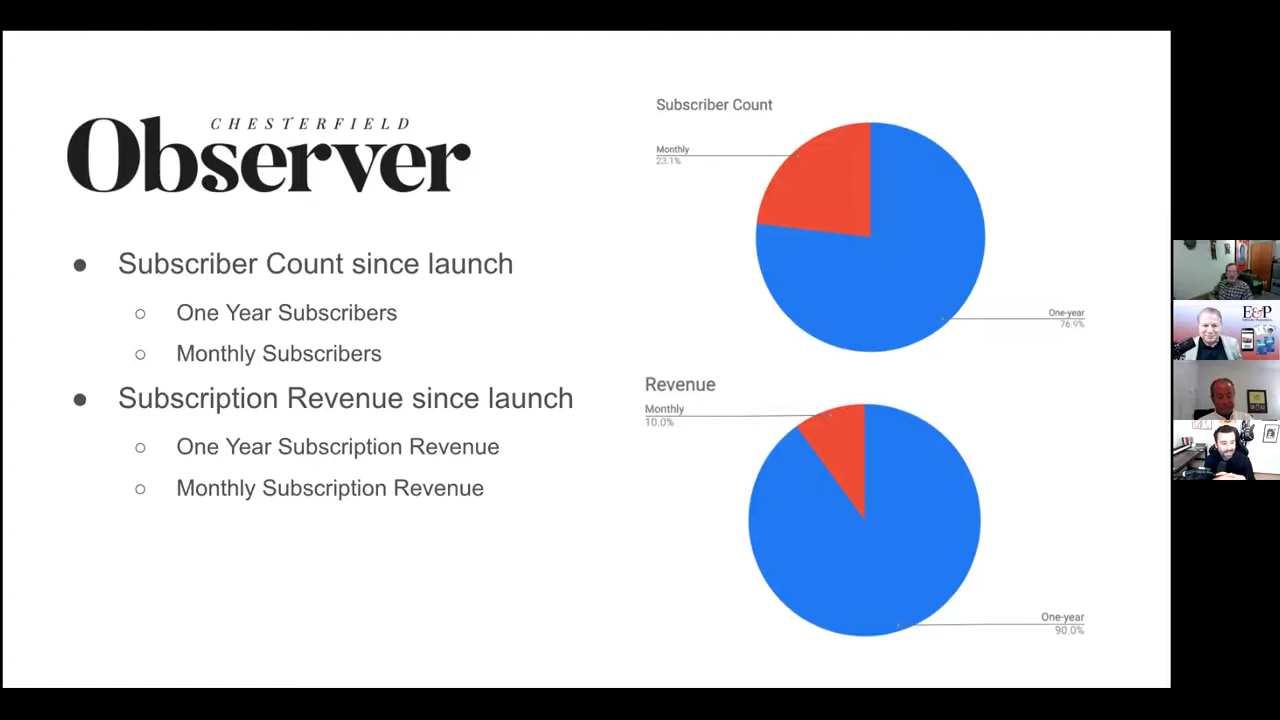 CHESTERFIELD
Observer
● Subscriber Count since launch
○ One Year Subscribers
○ Monthly Subscribers
● Subscription Revenue since launch
○ One Year Subscription Revenue
○ Monthly Subscription Revenue
Subscriber Count
Monthly
23.1%
One-year
76.9%
Revenue
Monthly
10.0%
One-year
90.0%
E&P